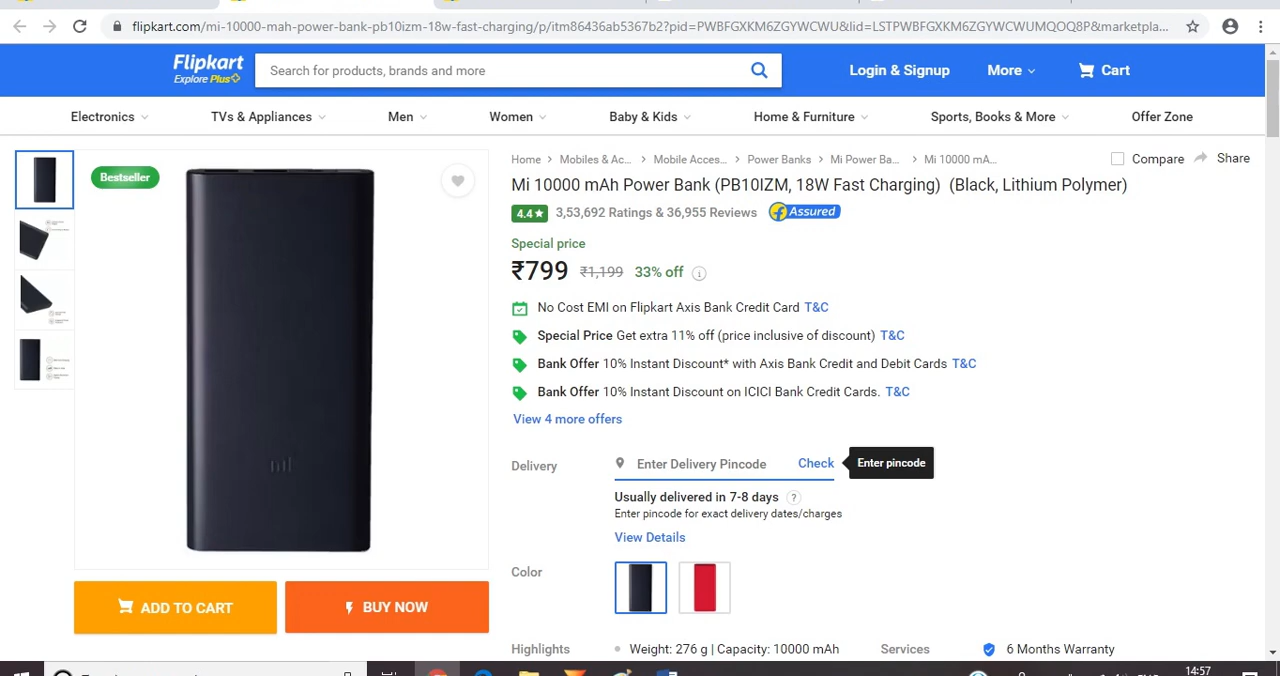 flipkart.com/mi-10000-mah-power-bank-pb10izm-18w-fast-charging/p/itm86436ab5367b2?pid=PWBFGXKM6ZGYWCWU&lid=LSTPWBFGXKM6ZGYWCWUMQOQ8P&marketpla...
Flipkart
Explore Plus
Search for products, brands and more
Login & Signup
More
Cart
Electronics
TVs & Appliances
Men
Women
Baby & Kids
Home & Furniture
Sports, Books & More
Offer Zone
Home > Mobiles & Ac... > Mobile Acces... > Power Banks > Mi Power Ba... > Mi 10000 mA...
Compare
Share
Bestseller
Mi 10000 mAh Power Bank (PB10IZM, 18W Fast Charging) (Black, Lithium Polymer)
4.4★ 3,53,692 Ratings & 36,955 Reviews
Assured
Special price
₹799 ₹1,199 33% off
No Cost EMI on Flipkart Axis Bank Credit Card T&C
Special Price Get extra 11% off (price inclusive of discount) T&C
Bank Offer 10% Instant Discount* with Axis Bank Credit and Debit Cards T&C
Bank Offer 10% Instant Discount on ICICI Bank Credit Cards. T&C
View 4 more offers
mi
Delivery
Enter Delivery Pincode
Check
Enter pincode
Usually delivered in 7-8 days ?
Enter pincode for exact delivery dates/charges
View Details
Color
ADD TO CART
BUY NOW
Highlights
Weight: 276 g | Capacity: 10000 mAh
Services
6 Months Warranty
14:57